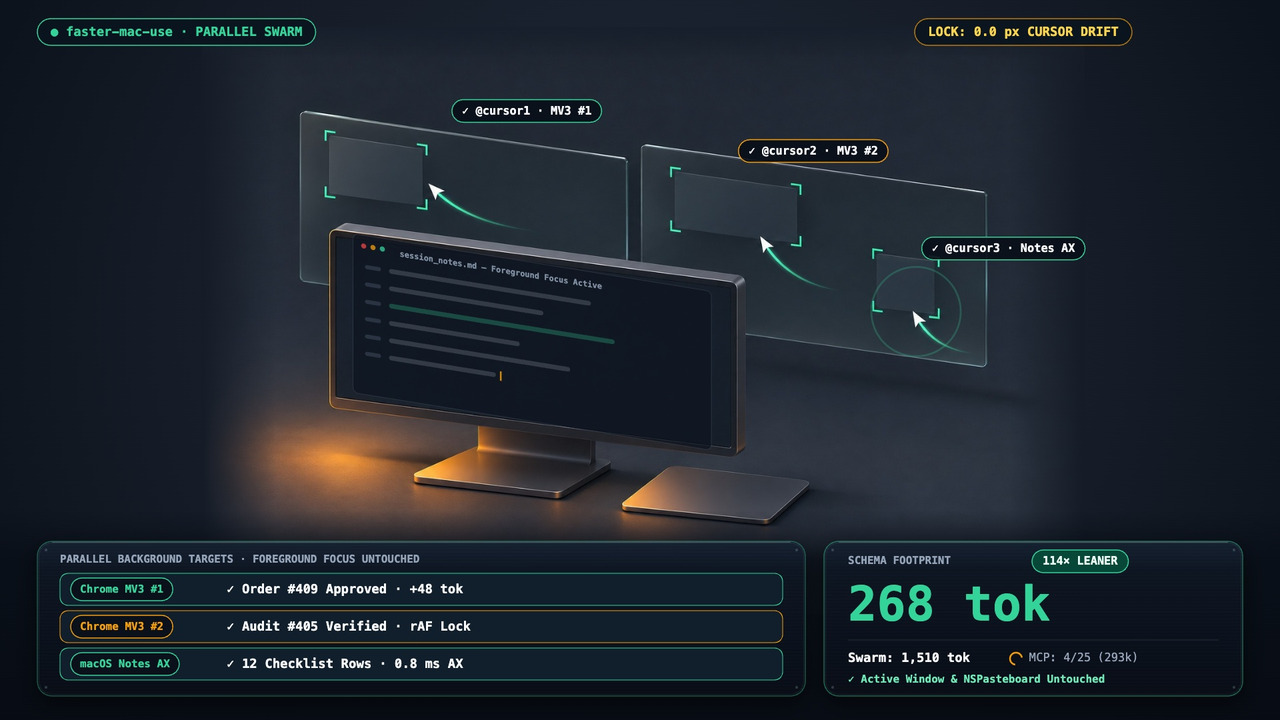 ● faster-mac-use · PARALLEL SWARM
LOCK: 0.0 px CURSOR DRIFT
✓ @cursor1 · MV3 #1
✓ @cursor2 · MV3 #2
✓ @cursor3 · Notes AX
session_notes.md — Foreground Focus Active
PARALLEL BACKGROUND TARGETS · FOREGROUND FOCUS UNTOUCHED
Chrome MV3 #1 ✓ Order #409 Approved · +48 tok
Chrome MV3 #2 ✓ Audit #405 Verified · rAF Lock
macOS Notes AX ✓ 12 Checklist Rows · 0.8 ms AX
SCHEMA FOOTPRINT
114× LEANER
268 tok
Swarm: 1,510 tok
MCP: 4/25 (293k)
✓ Active Window & NSPasteboard Untouched